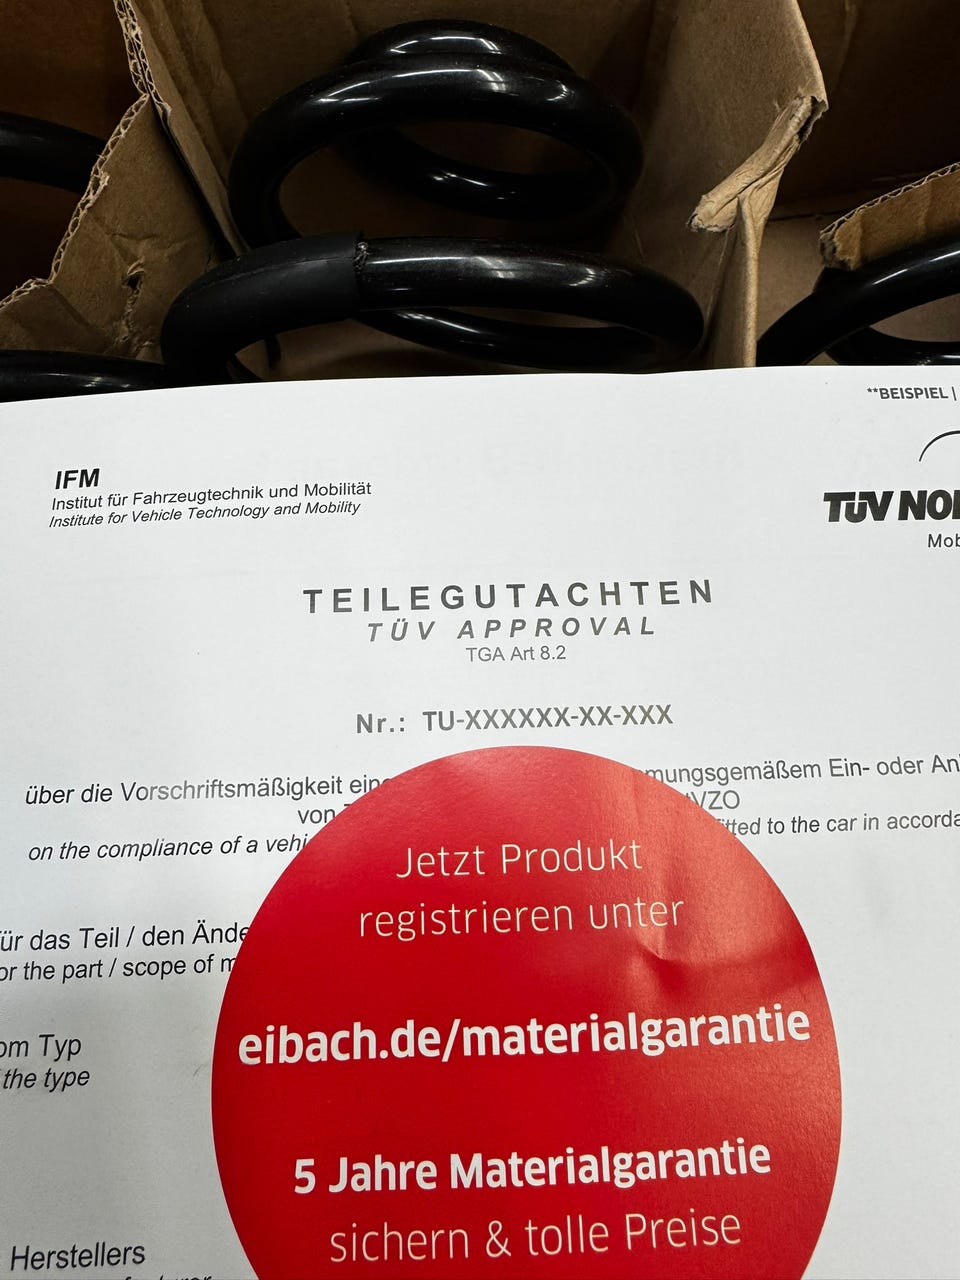 **BEISPIEL |
IFM
Institut für Fahrzeugtechnik und Mobilität
Institute for Vehicle Technology and Mobility
TÜV
Mob
TEILEGUTACHTEN
TÜV APPROVAL
TGA Art 8.2
Nr.: TU-XXXXXX-XX-XXX
über die Vorschriftsmäßigkeit eine
mungsgemäßem Ein- oder An
von
VZO
on the compliance of a vehi
tted to the car in accorda
ür das Teil / den Ände
or the part / scope of m
om Typ
the type
Herstellers
Jetzt Produkt
registrieren unter
eibach.de/materialgarantie
5 Jahre Materialgarantie
sichern & tolle Preise